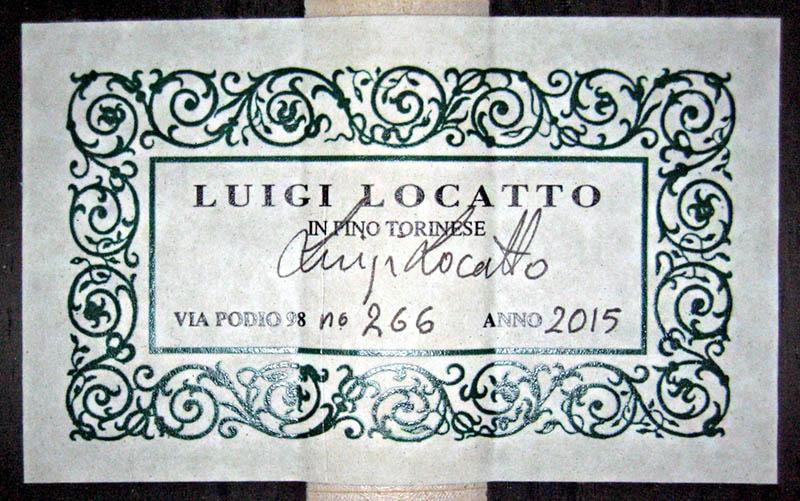 LUIGI LOCATTO
IN PINO TORINESE
Luigi Locatto
VIA PODIO 98 no 266 ANNO 2015